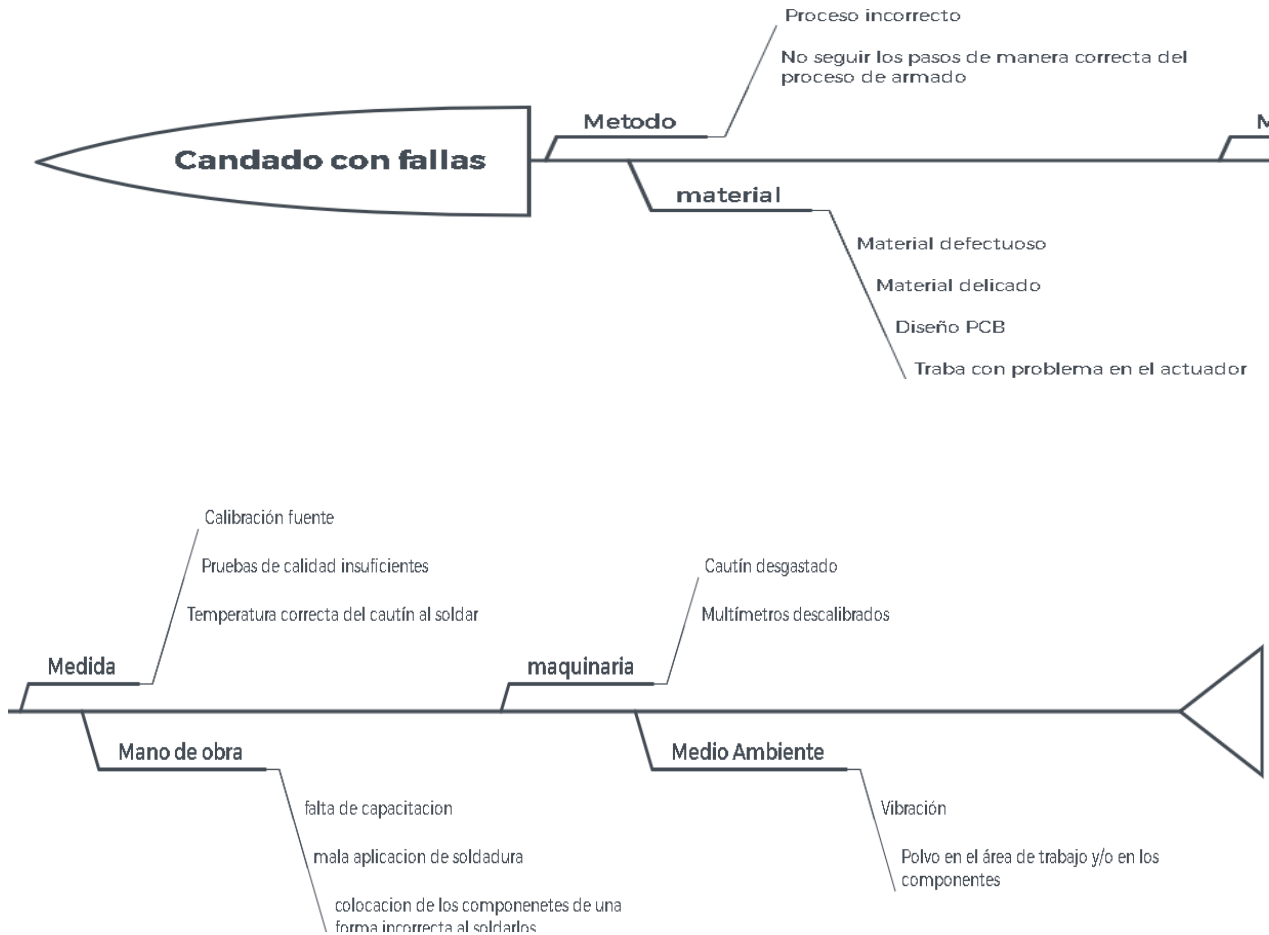 Proceso incorrecto
No seguir los pasos de manera correcta del
proceso de armado
Metodo
M
Candado con fallas
material
Material defectuoso
Material delicado
Diseño PCB
Traba con problema en el actuador
Calibración fuente
Pruebas de calidad insuficientes
Temperatura correcta del cautín al soldar
Medida
Cautín desgastado
Multímetros descalibrados
maquinaria
Mano de obra
falta de capacitacion
mala aplicacion de soldadura
colocacion de los componenetes de una
forma incorrecta al soldarlos
Medio Ambiente
Vibración
Polvo en el área de trabajo y/o en los
componentes